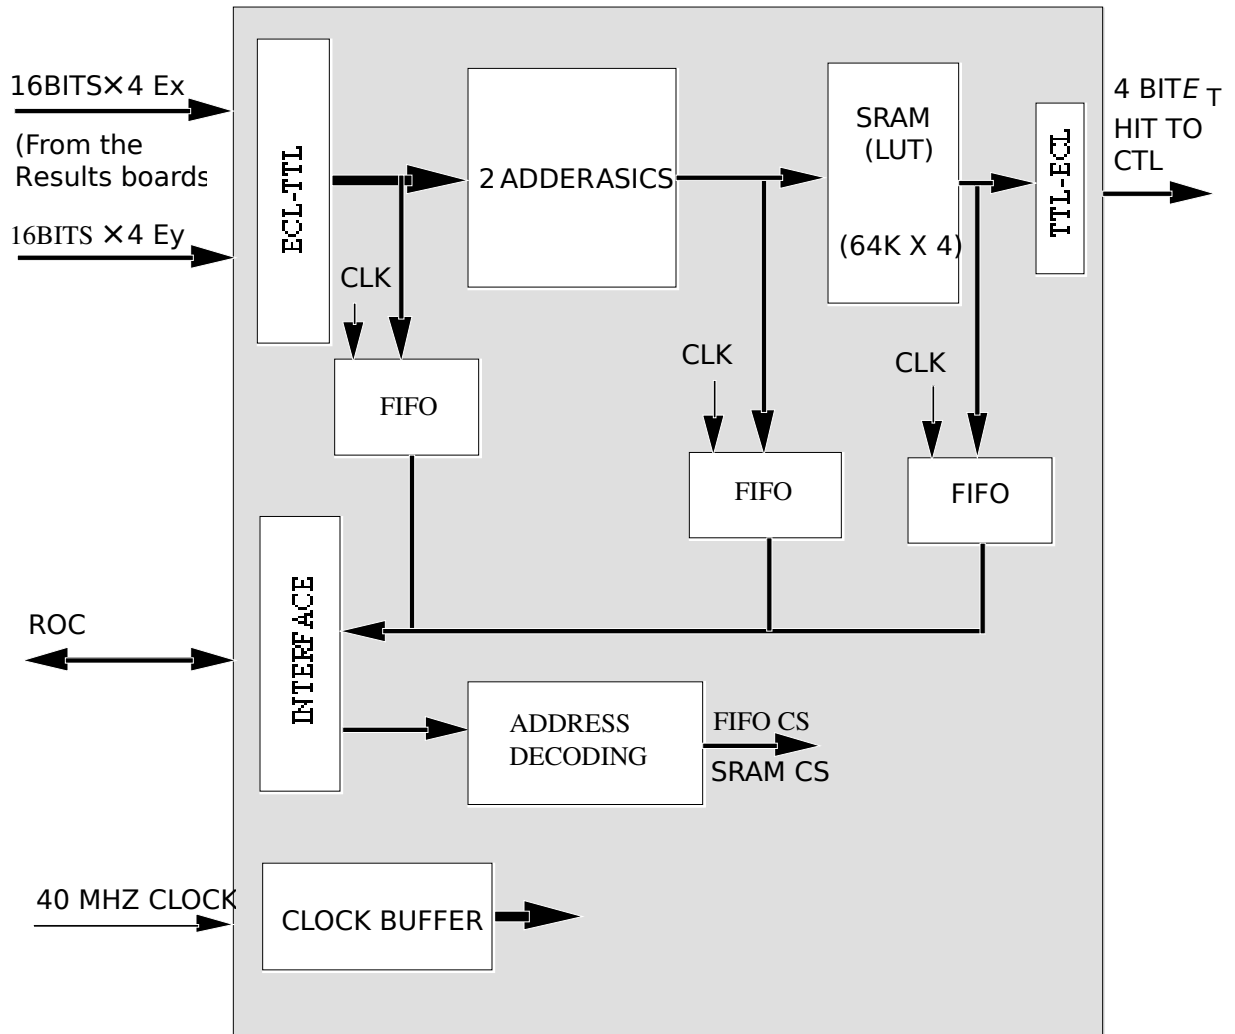 16BITS×4 Ex
(From the
Results boards
16BITS ×4 Ey
ECL-TTL
2 ADDERASICS
SRAM
(LUT)
(64K X 4)
TTL-ECL
4 BIT E T
HIT TO
CTL
CLK
FIFO
CLK
FIFO
CLK
FIFO
ROC
INTERFACE
ADDRESS
DECODING
FIFO CS
SRAM CS
40 MHZ CLOCK
CLOCK BUFFER